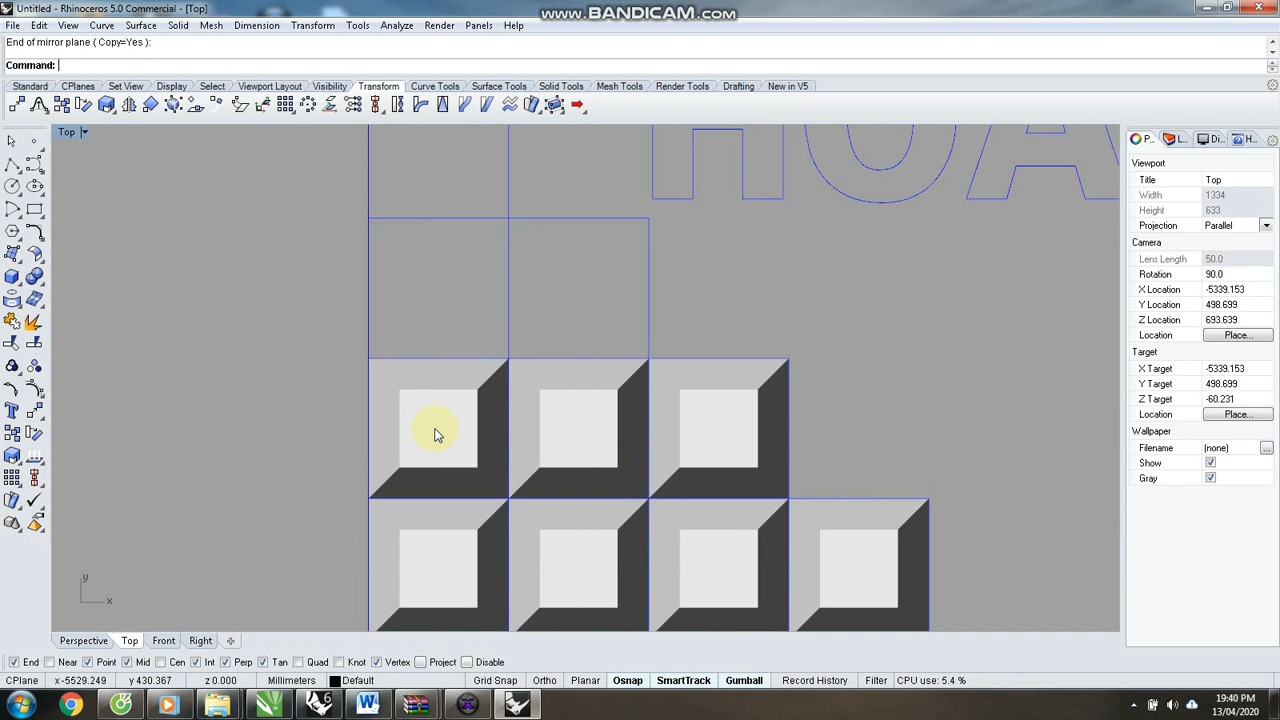 Untitled - Rhinoceros 5.0 Commercial - [Top]
www.BANDICAM.com
File Edit View Curve Surface Solid Mesh Dimension Transform Tools Analyze Render Panels Help
End of mirror plane ( Copy=Yes ):
Command:
Standard CPlanes Set View Display Select Viewport Layout Visibility Transform Curve Tools Surface Tools Solid Tools Mesh Tools Render Tools Drafting New in V5
Top
P... L... Di... H...
HOA
Viewport
Title Top
Width 1334
Height 633
Projection Parallel
Camera
Lens Length 50.0
Rotation 90.0
X Location -5339.153
Y Location 498.699
Z Location 693.639
Location Place...
Target
X Target -5339.153
Y Target 498.699
Z Target -60.231
Location Place...
Wallpaper
Filename (none) ...
Show
Gray
y
x
Perspective Top Front Right
End Near Point Mid Cen Int Perp Tan Quad Knot Vertex Project Disable
CPlane x -5529.249 y 430.367 z 0.000 Millimeters Default Grid Snap Ortho Planar Osnap SmartTrack Gumball Record History Filter CPU use: 5.4 %
6
19:40 PM
13/04/2020